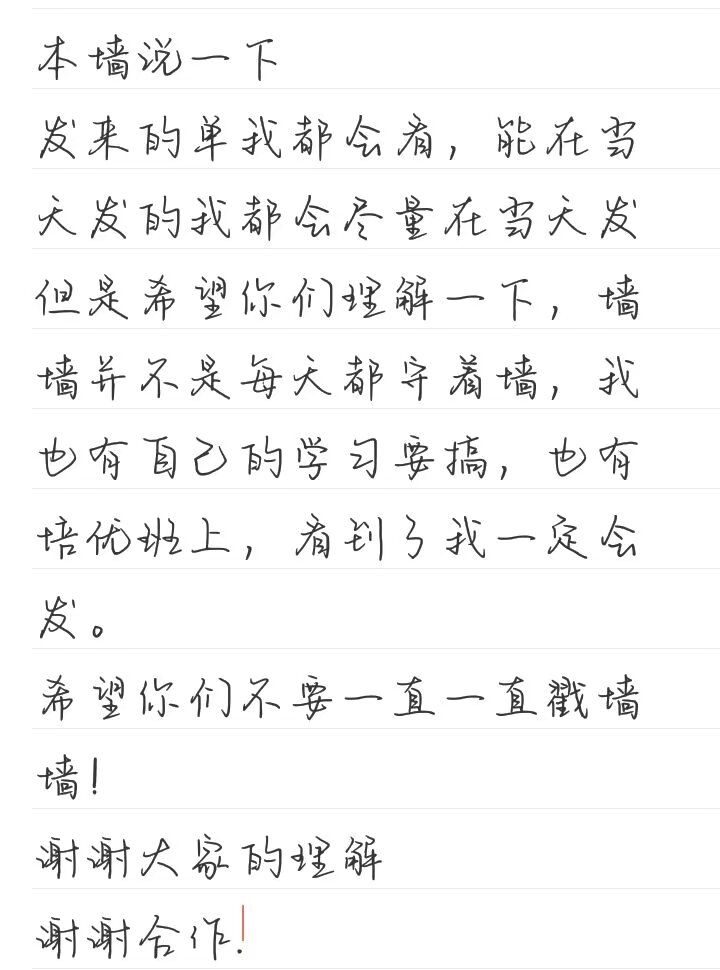 本墙说一下
发来的单我都会看，能在当
天发的我都会尽量在当天发
但是希望你们理解一下，墙
墙并不是每天都守着墙，我
也有自己的学习要搞，也有
培优班上，看到了我一定会
发。
希望你们不要一直一直戳墙
墙！
谢谢大家的理解
谢谢合作.